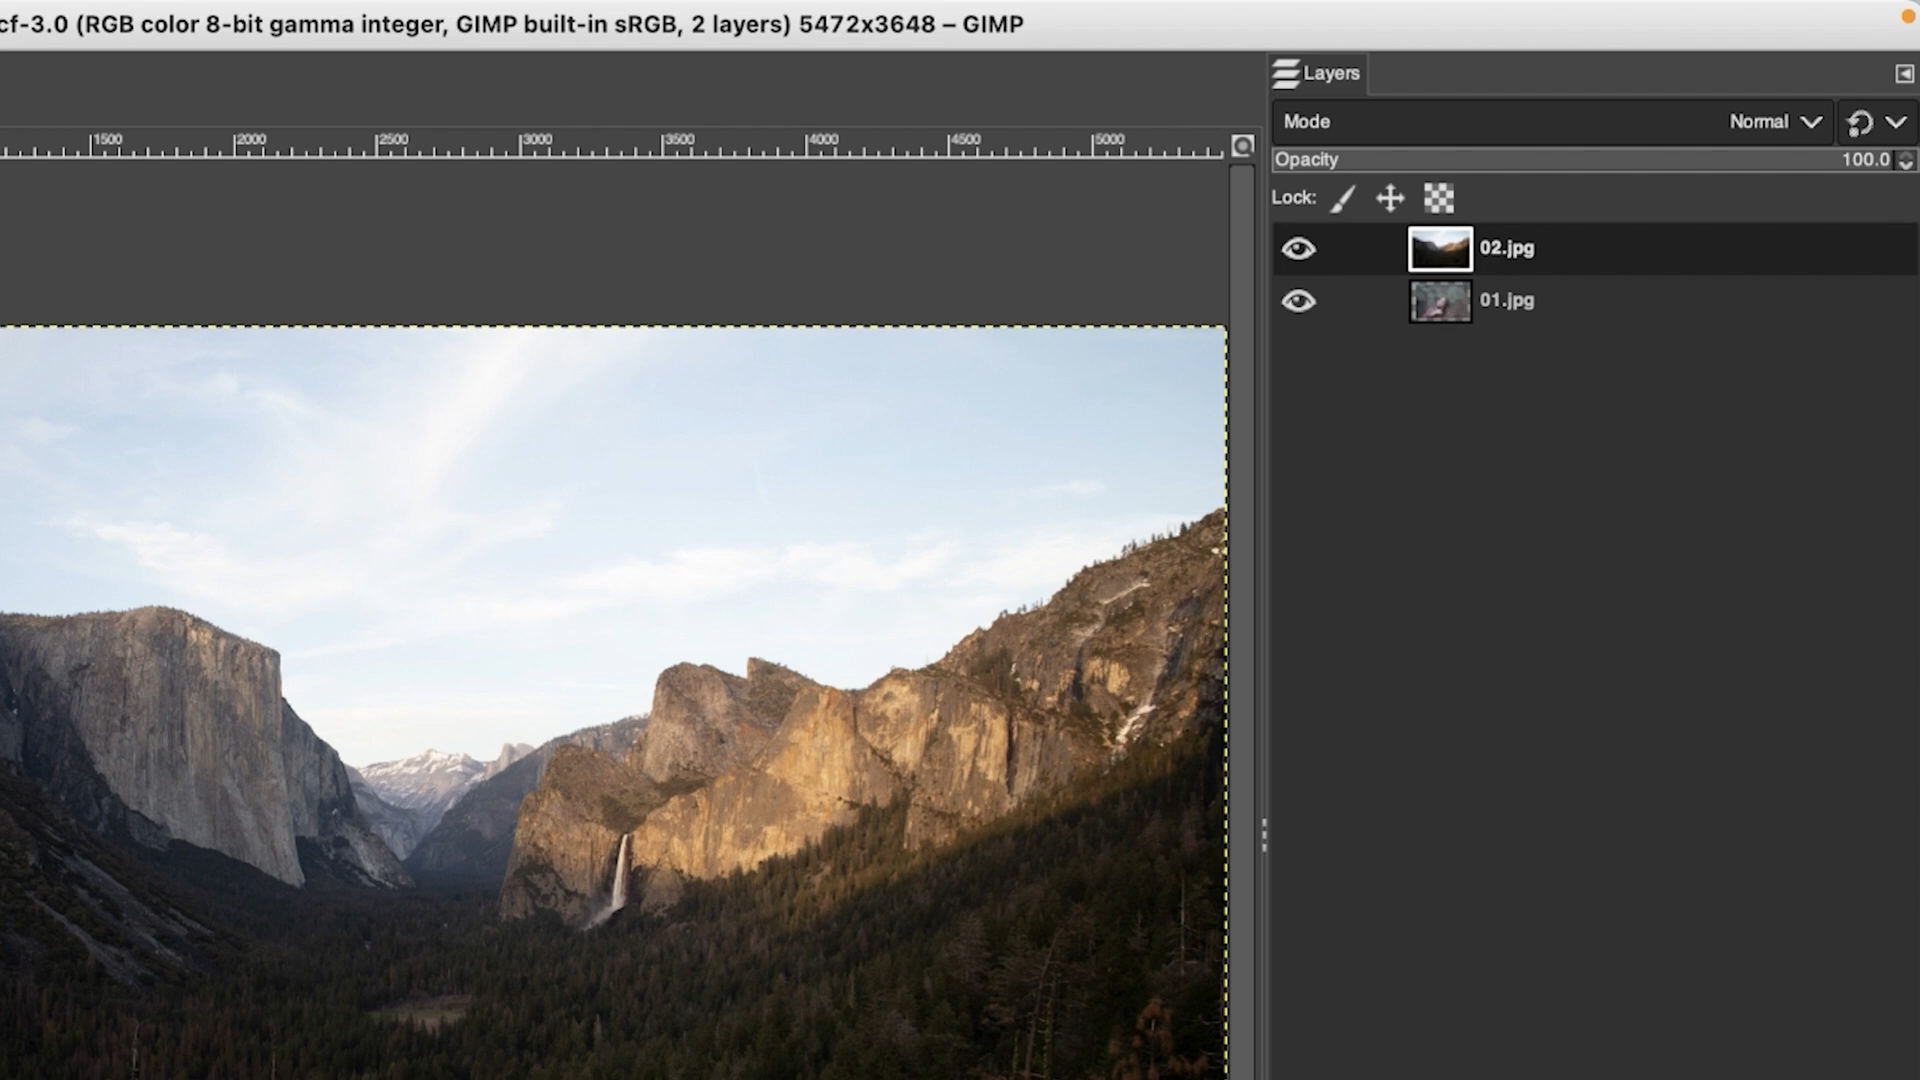 cf-3.0 (RGB color 8-bit gamma integer, GIMP built-in sRGB, 2 layers) 5472x3648 – GIMP
Layers
Mode Normal
1500 2000 2500 3000 3500 4000 4500 5000
Opacity 100.0
Lock:
02.jpg
01.jpg